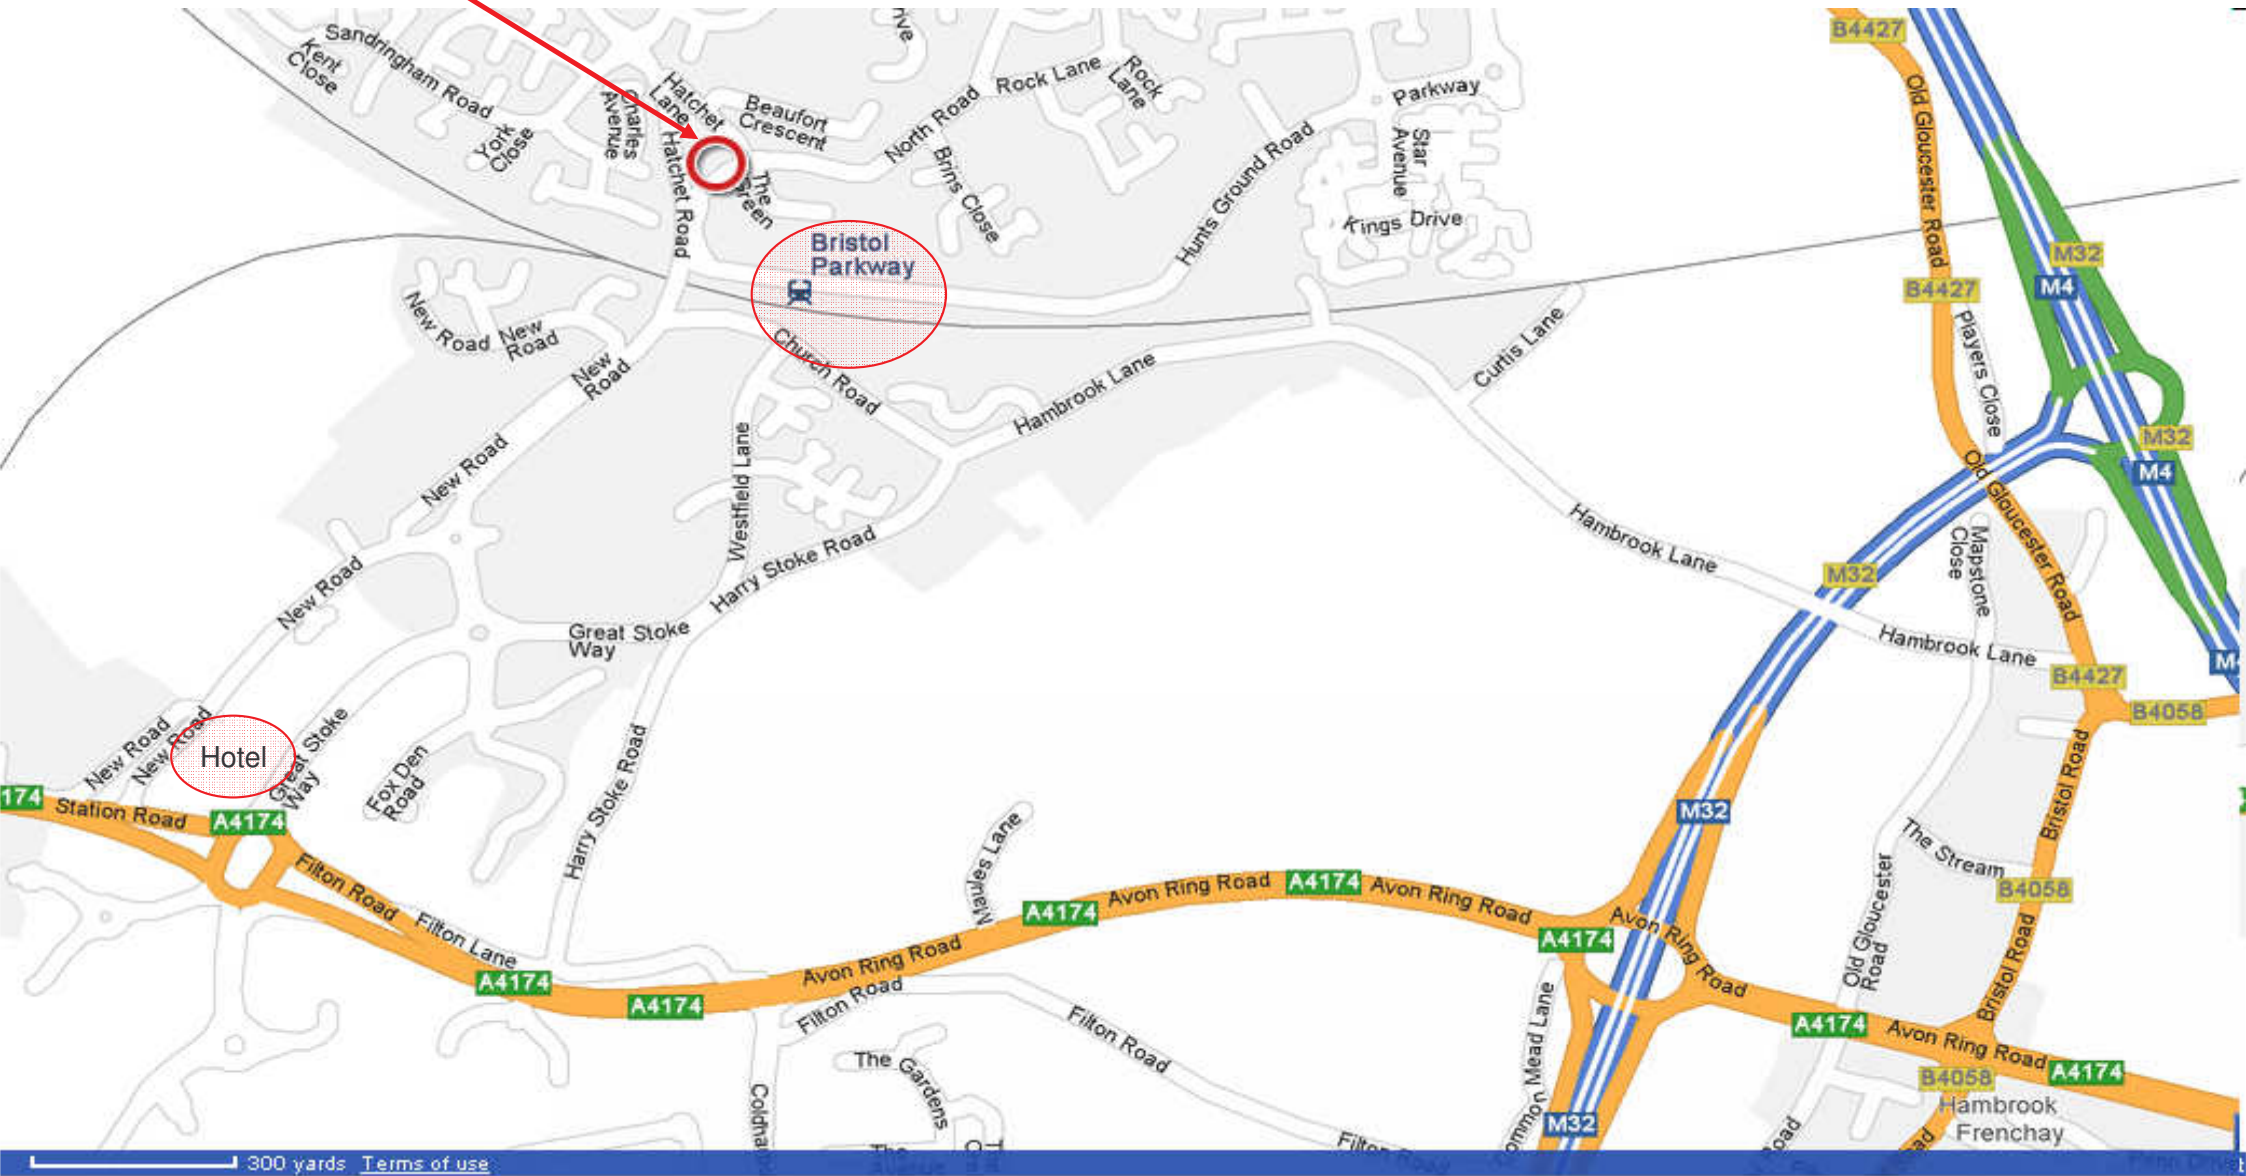 B4427
Sandringham Road
Kent
Close
Hatchet
Lane
Charles
Avenue
Beaufort
Crescent
York
Close
Hatchet Road
The
Green
North Road
Rock Lane
Rock
Lane
Parkway
Star
Avenue
Brins Close
Hunts Ground Road
Kings Drive
Old Gloucester Road
Bristol
Parkway
M32
M4
B4427
New Road
New
Road
New
Road
Church Road
Hambrook Lane
Curtis Lane
Players Close
M32
M4
New Road
Westfield Lane
Harry Stoke Road
Hambrook Lane
Old Gloucester Road
Mapstone
Close
M32
New Road
Great Stoke
Way
Hambrook Lane
B4427
B4058
New Road
New Road
Hotel
Great Stoke
Way
Fox Den
Road
Harry Stoke Road
M32
Bristol Road
174
Station Road
A4174
Filton Road
Filton Lane
Maules Lane
A4174
Avon Ring Road
A4174
Avon Ring Road
The Stream
B4058
A4174
Avon Ring Road
Old Gloucester
Road
Bristol Road
A4174
A4174
Avon Ring Road
Filton Road
Filton Road
Common Mead Lane
A4174
Avon Ring Road
A4174
The Gardens
B4058
Hambrook
Frenchay
M32
Filton Road
300 yards Terms of use